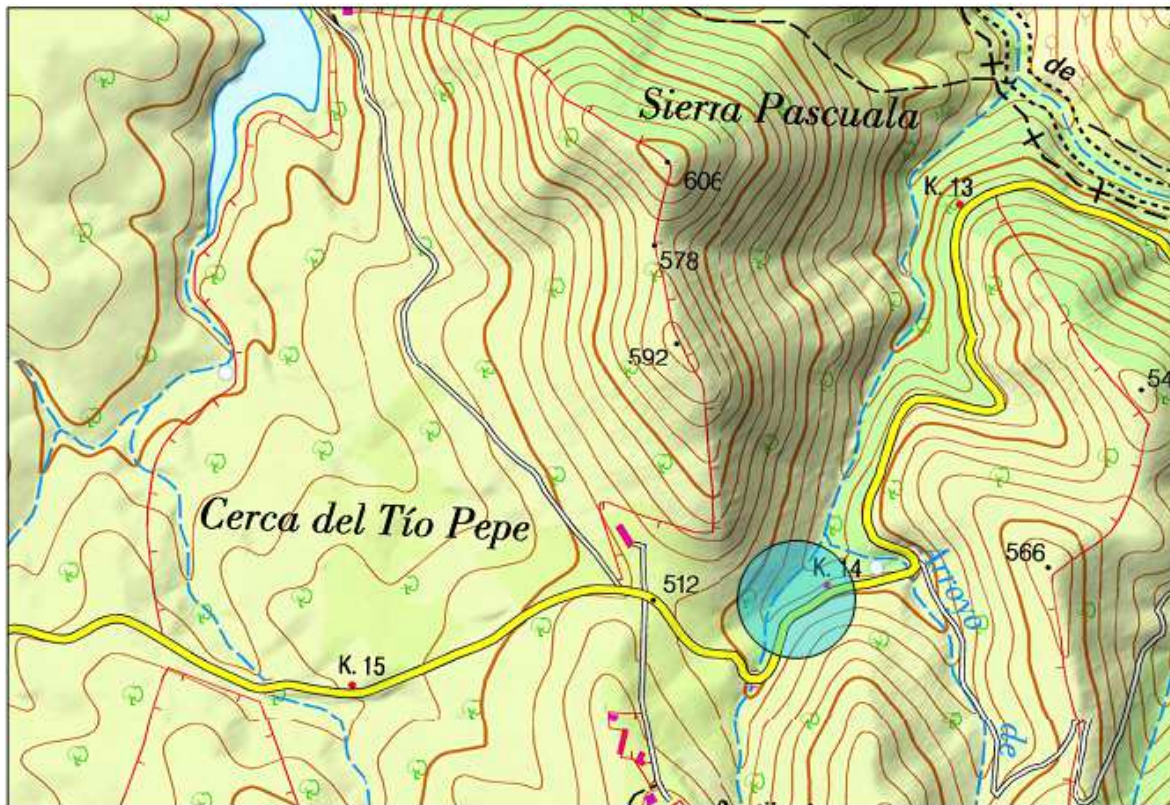 de
Sierra Pascuala
606
K. 13
578
592
Cerca del Tío Pepe
K. 14
Arroyo
566
512
K. 15
de